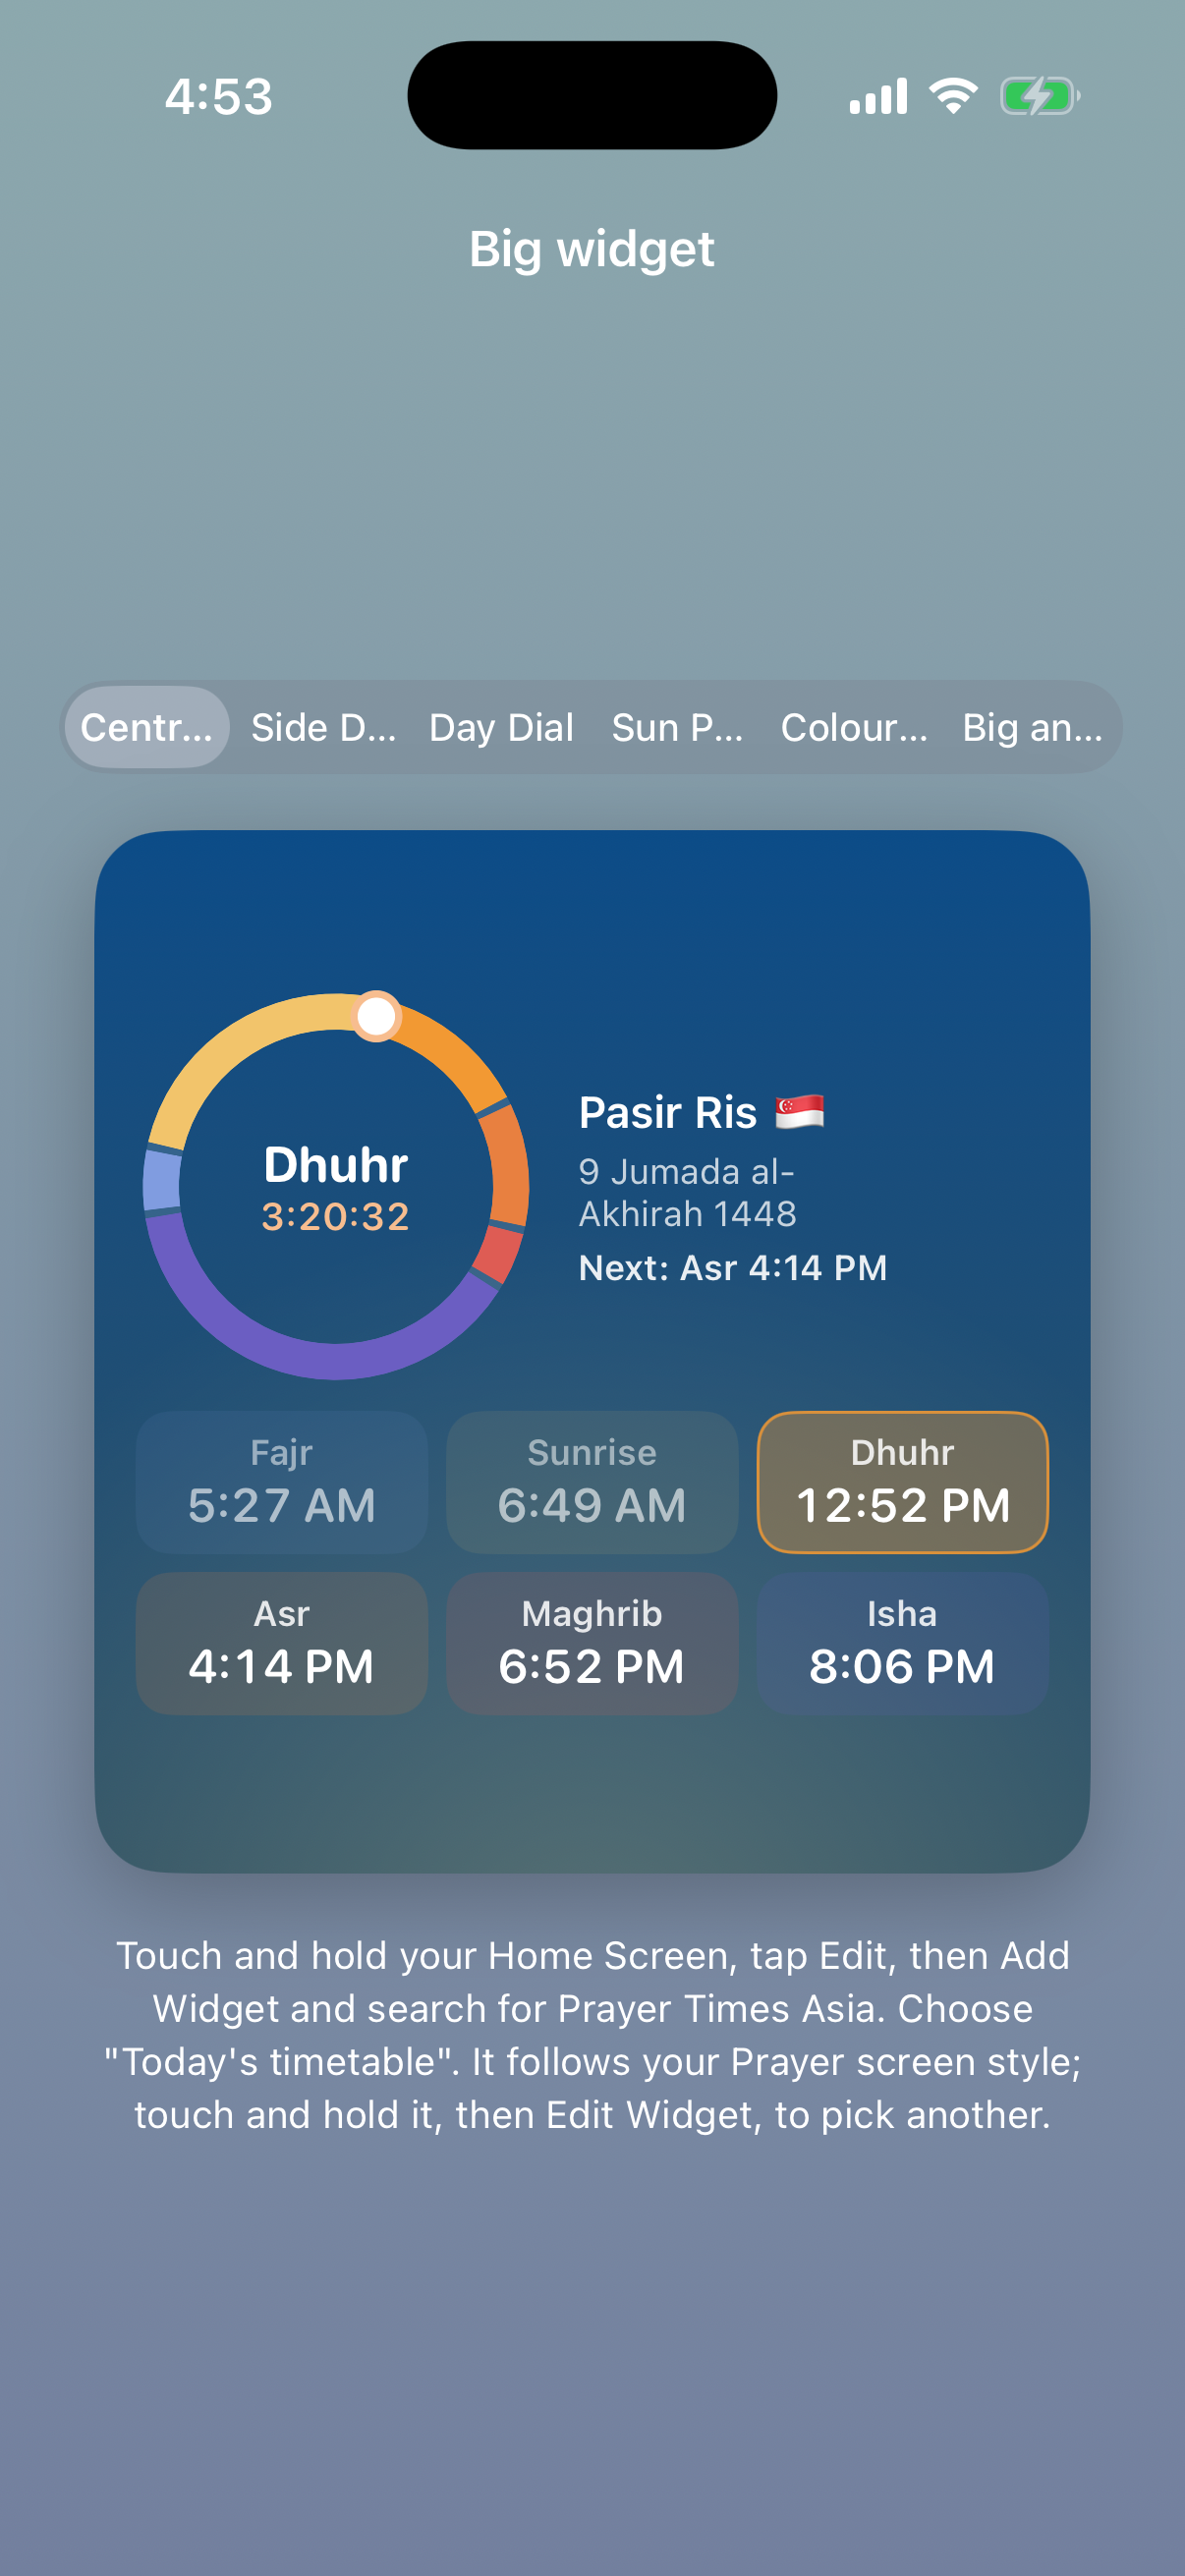 4:53
Big widget
Centr...
Side D...
Day Dial
Sun P...
Colour...
Big an...
Dhuhr
3:20:32
Pasir Ris 🇸🇬
9 Jumada al-
Akhirah 1448
Next: Asr 4:14 PM
Fajr
5:27 AM
Sunrise
6:49 AM
Dhuhr
12:52 PM
Asr
4:14 PM
Maghrib
6:52 PM
Isha
8:06 PM
Touch and hold your Home Screen, tap Edit, then Add
Widget and search for Prayer Times Asia. Choose
"Today's timetable". It follows your Prayer screen style;
touch and hold it, then Edit Widget, to pick another.